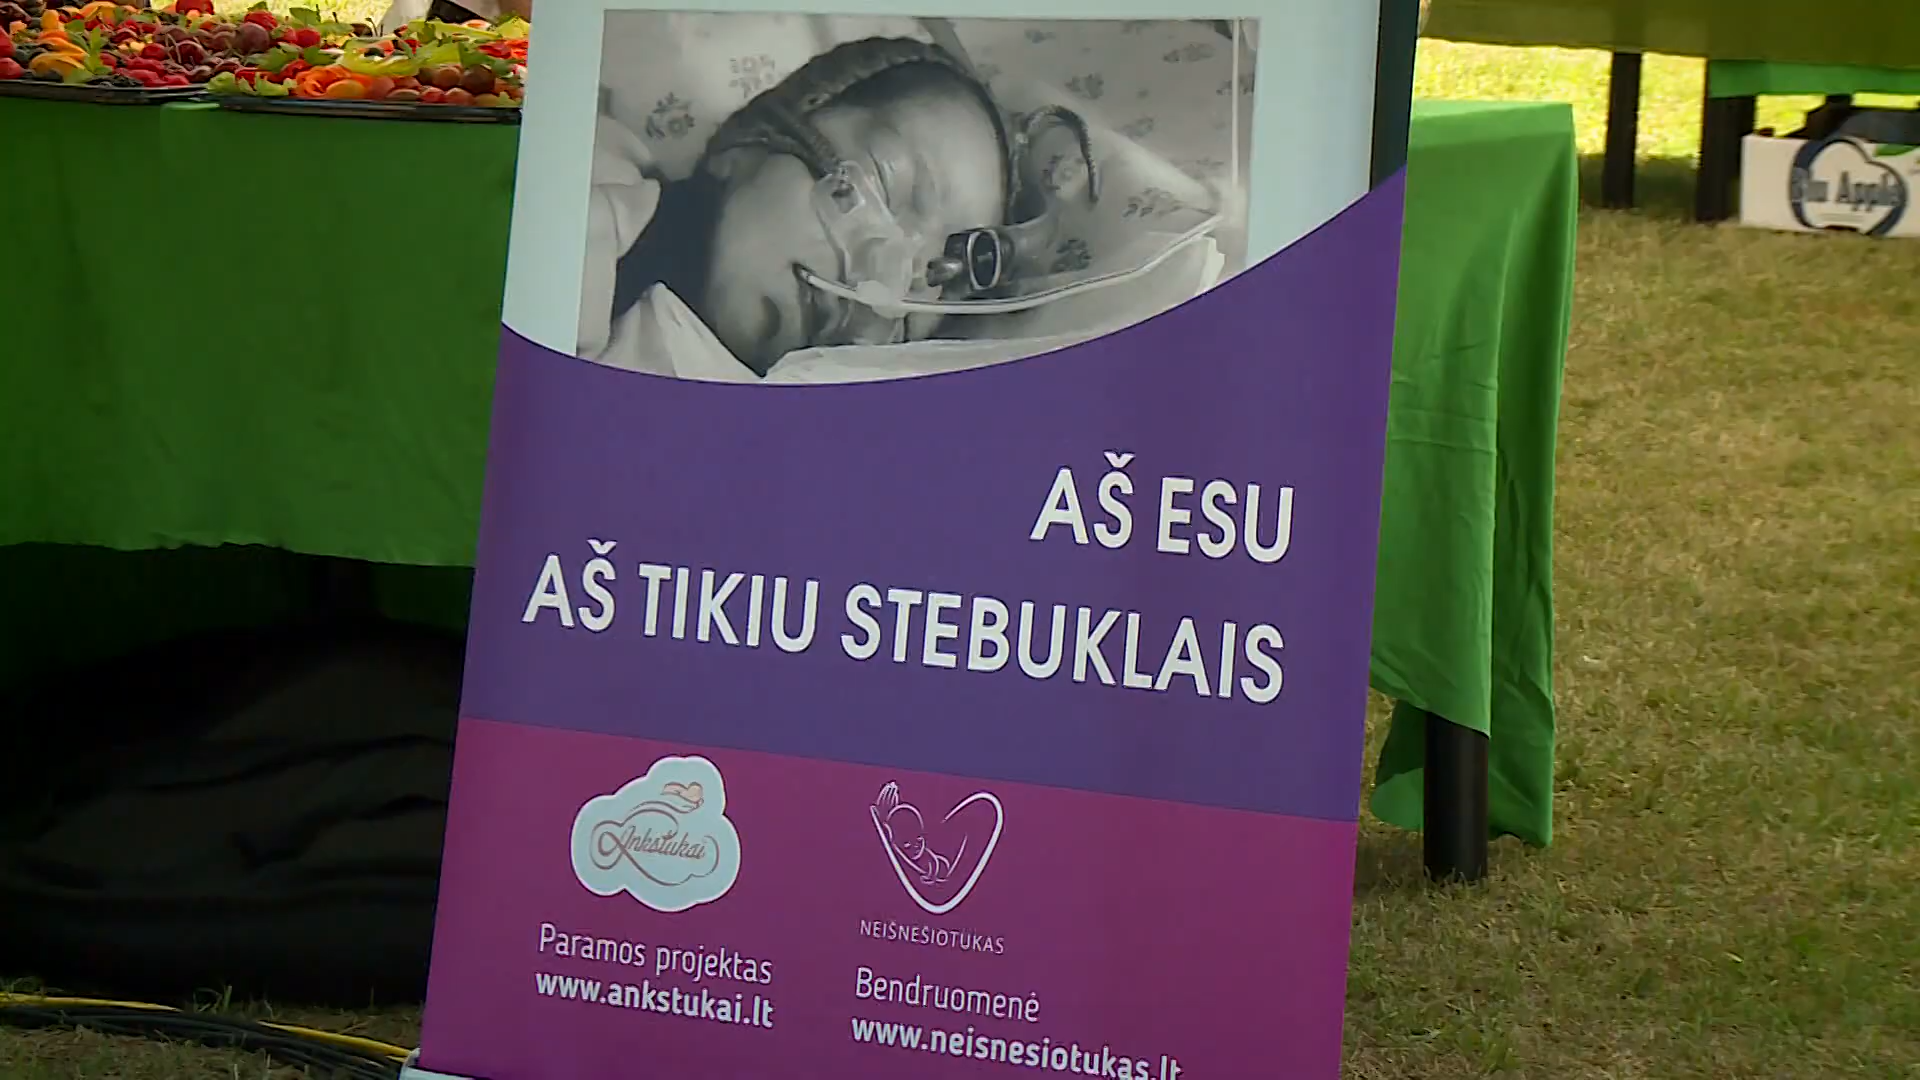 AŠ ESU
AŠ TIKIU STEBUKLAIS
Ankstukai
NEIŠNEŠIOTUKAS
Paramos projektas
www.ankstukai.lt
Bendruomenė
www.neisnesiotukas.lt